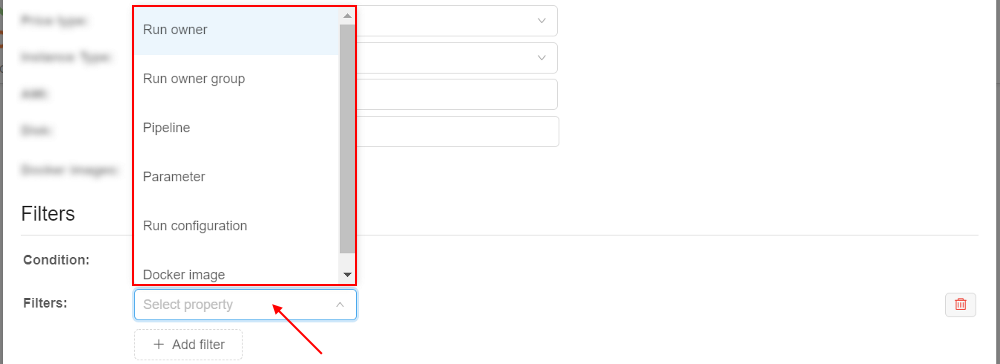 Price type:
Run owner
Instance Type:
Run owner group
AMI:
Pipeline
Disk:
Docker images:
Parameter
Filters
Run configuration
Condition:
Docker image
Filters:
Select property
Add filter